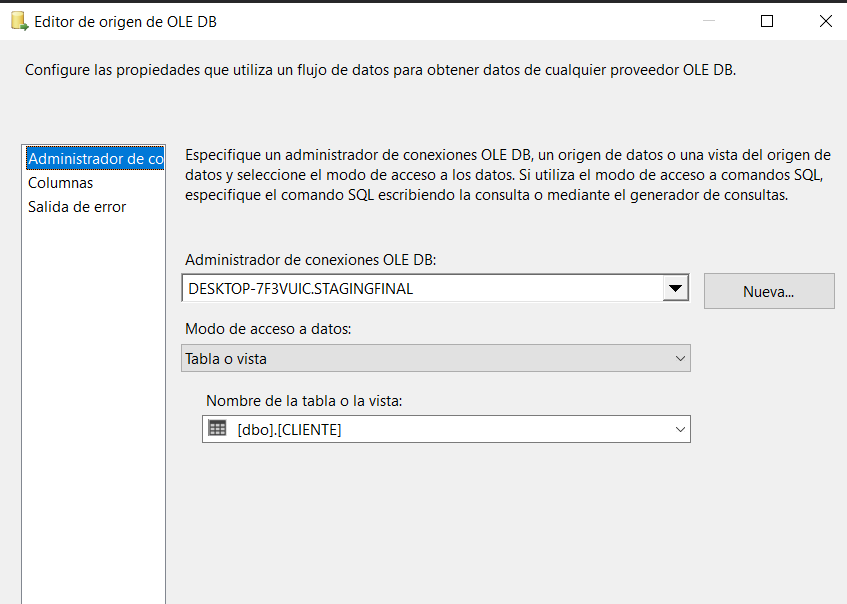 Editor de origen de OLE DB
Configure las propiedades que utiliza un flujo de datos para obtener datos de cualquier proveedor OLE DB.
Administrador de co
Columnas
Salida de error
Especifique un administrador de conexiones OLE DB, un origen de datos o una vista del origen de
datos y seleccione el modo de acceso a los datos. Si utiliza el modo de acceso a comandos SQL,
especifique el comando SQL escribiendo la consulta o mediante el generador de consultas.
Administrador de conexiones OLE DB:
DESKTOP-7F3VUIC.STAGINGFINAL
Nueva...
Modo de acceso a datos:
Tabla o vista
Nombre de la tabla o la vista:
[dbo].[CLIENTE]